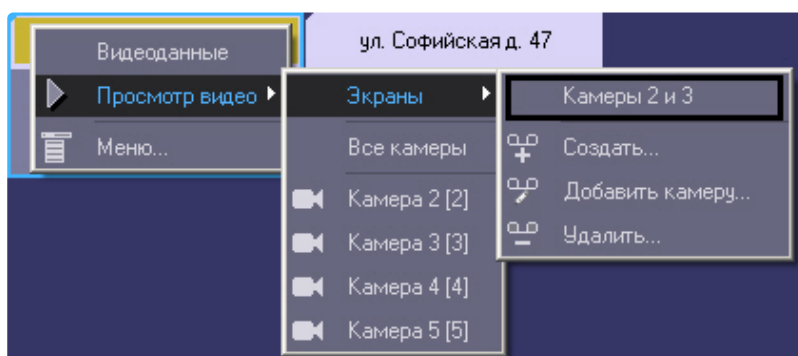 Видеоданные
Просмотр видео
Меню...
ул. Софийская д. 47
Экраны
Все камеры
Камера 2 [2]
Камера 3 [3]
Камера 4 [4]
Камера 5 [5]
Камеры 2 и 3
Создать...
Добавить камеру...
Удалить...